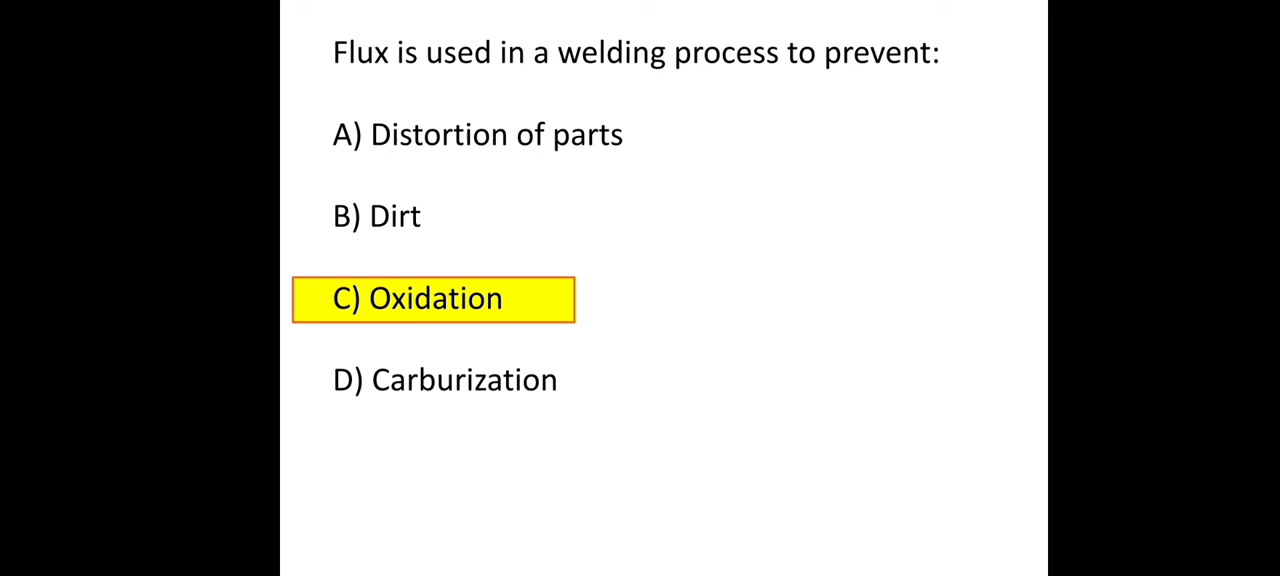 Flux is used in a welding process to prevent:
A) Distortion of parts
B) Dirt
C) Oxidation
D) Carburization